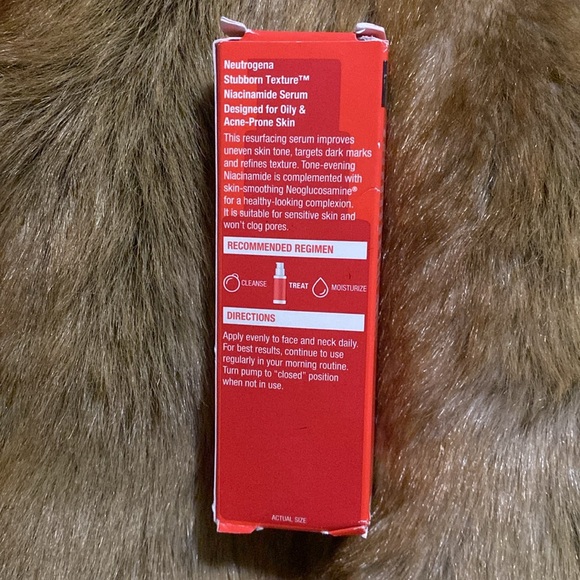 Neutrogena
Stubborn Texture™
Niacinamide Serum
Designed for Oily &
Acne-Prone Skin
This resurfacing serum improves
uneven skin tone, targets dark marks
and refines texture. Tone-evening
Niacinamide is complemented with
skin-smoothing Neoglucosamine®
for a healthy-looking complexion.
It is suitable for sensitive skin and
won't clog pores.
RECOMMENDED REGIMEN
CLEANSE TREAT MOISTURIZE
DIRECTIONS
Apply evenly to face and neck daily.
For best results, continue to use
regularly in your morning routine.
Turn pump to “closed” position
when not in use.
ACTUAL SIZE